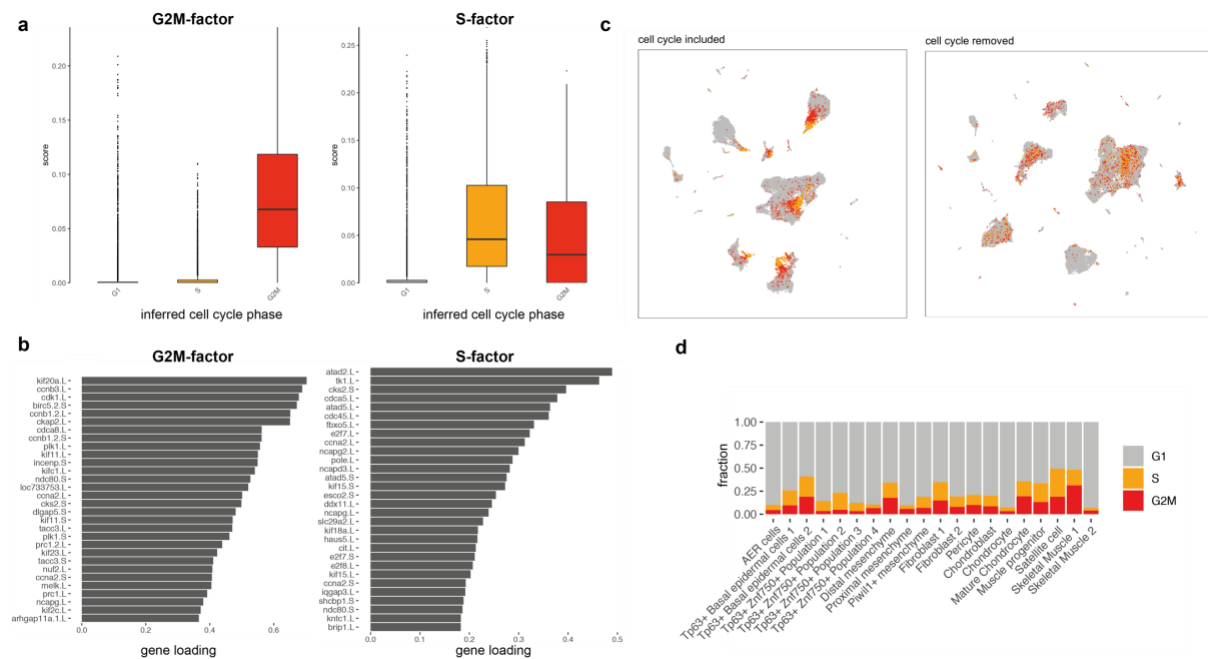 a
G2M-factor
S-factor
score
0.20
0.15
0.10
0.05
0.00
G1
S
G2M
inferred cell cycle phase
score
0.25
0.20
0.15
0.10
0.05
0.00
G1
S
G2M
inferred cell cycle phase
b
G2M-factor
kif20a.L
ccnb3.L
cdk1.L
birc5.2.S
ccnb1.2.L
ckap2.L
cdca8.L
ccnb1.2.S
plk1.L
kif11.L
incenp.S
kifc1.L
ndc80.S
loc733753.L
ccna2.L
cks2.S
dlgap5.S
kif11.S
tacc3.L
plk1.S
prc1.2.L
kif23.L
tacc3.S
nuf2.L
ccna2.S
melk.L
prc1.L
ncapg.L
kif2c.L
arhgap11a.1.L
0.0 0.2 0.4 0.6
gene loading
S-factor
atad2.L
tk1.L
cks2.S
cdca5.L
atad5.L
cdc45.L
fbxo5.L
e2f7.L
ccna2.L
ncapg2.L
pole.L
ncapd3.L
atad5.S
kif15.S
esco2.S
ddx11.L
ncapg.L
slc29a2.L
kif18a.L
haus5.L
cit.L
e2f7.S
e2f8.L
kif15.L
ccna2.S
iqgap3.L
shcbp1.S
ndc80.S
kntc1.L
brip1.L
0.0 0.1 0.2 0.3 0.4 0.5
gene loading
c
cell cycle included
cell cycle removed
d
fraction
1.00
0.75
0.50
0.25
0.00
AER cells
Tp63+ Basal epidermal cells 1
Tp63+ Basal epidermal cells 2
Tp63+ Znf750+ Population 1
Tp63+ Znf750+ Population 2
Tp63+ Znf750+ Population 3
Tp63+ Znf750+ Population 4
Distal mesenchyme
Proximal mesenchyme
Piwil1+ mesenchyme
Fibroblast 1
Fibroblast 2
Pericyte
Chondroblast
Chondrocyte
Mature Chondrocyte
Muscle progenitor
Satellite cell
Skeletal Muscle 1
Skeletal Muscle 2
G1
S
G2M